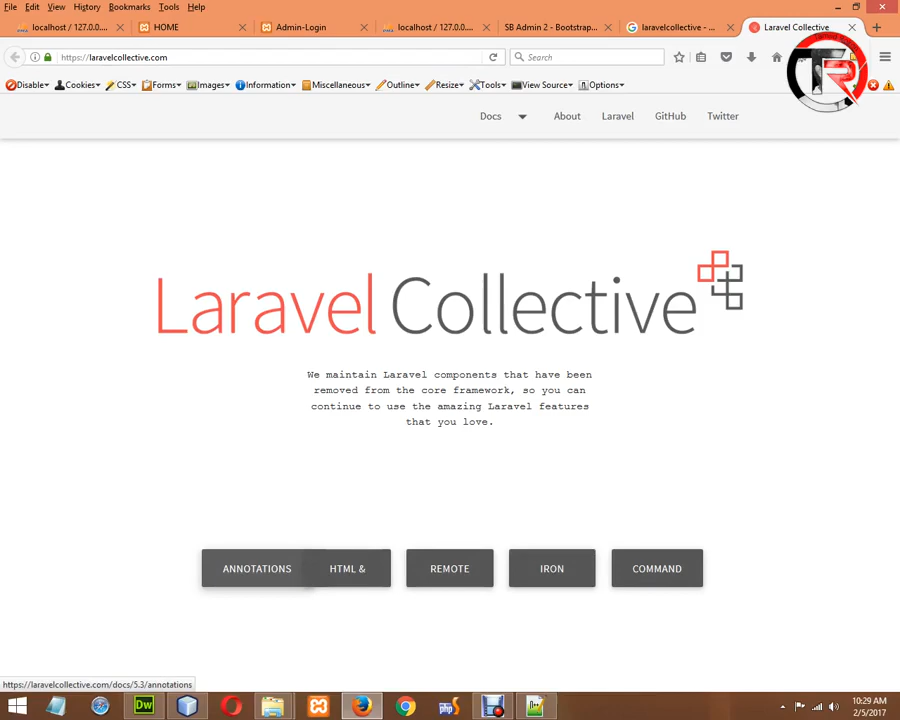 File Edit View History Bookmarks Tools Help
localhost / 127.0.0.... HOME Admin-Login localhost / 127.0.0.... SB Admin 2 - Bootstrap... laravelcollective - ... Laravel Collective
https://laravelcollective.com Search
Disable Cookies CSS Forms Images Information Miscellaneous Outline Resize Tools View Source Options
TR
Docs About Laravel GitHub Twitter
Laravel Collective
We maintain Laravel components that have been
removed from the core framework, so you can
continue to use the amazing Laravel features
that you love.
ANNOTATIONS HTML & REMOTE IRON COMMAND
https://laravelcollective.com/docs/5.3/annotations
Dw php Dw
10:29 AM
2/5/2017